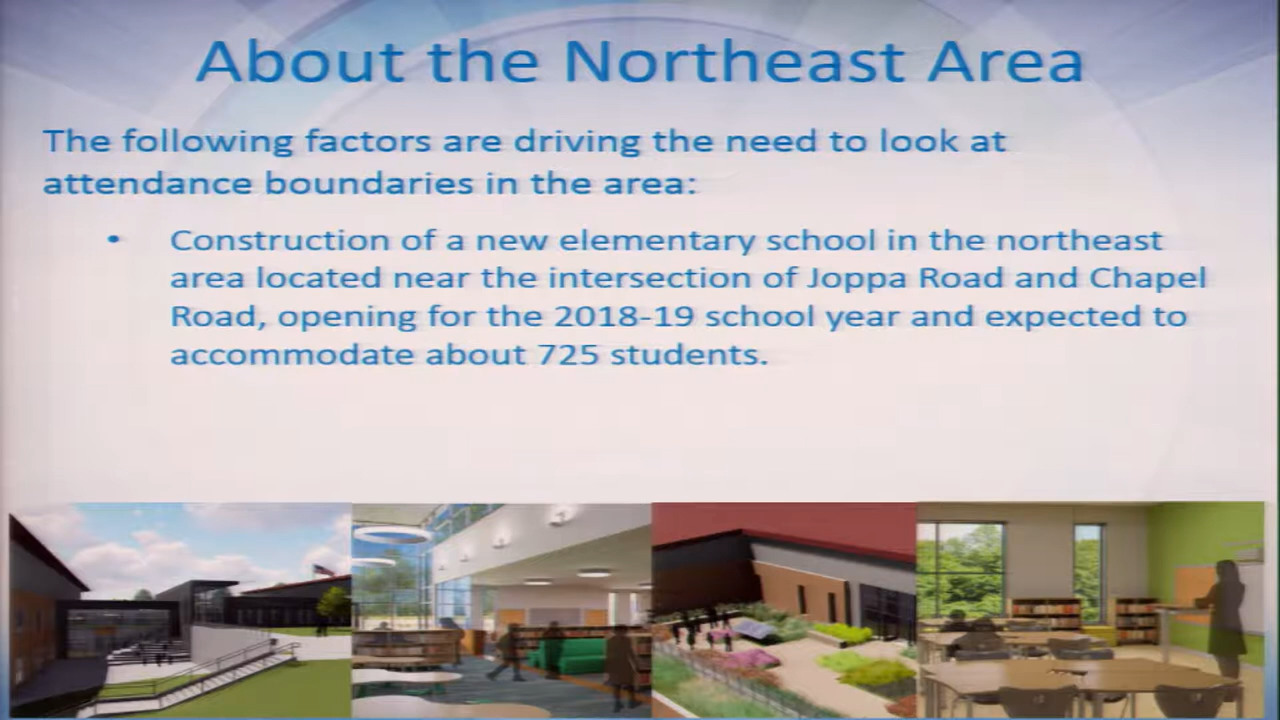 About the Northeast Area
The following factors are driving the need to look at
attendance boundaries in the area:
• Construction of a new elementary school in the northeast
area located near the intersection of Joppa Road and Chapel
Road, opening for the 2018-19 school year and expected to
accommodate about 725 students.